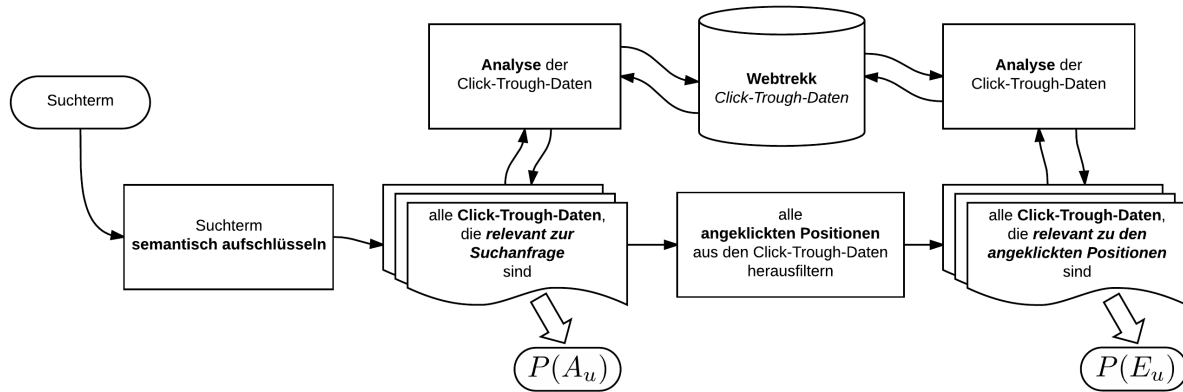 Suchterm
Analyse der
Click-Trough-Daten
Webtrekk
Click-Trough-Daten
Analyse der
Click-Trough-Daten
Suchterm
semantisch aufschlüsseln
alle Click-Trough-Daten,
die relevant zur
Suchanfrage
sind
alle
angeklickten Positionen
aus den Click-Trough-Daten
herausfiltern
alle Click-Trough-Daten,
die relevant zu den
angeklickten Positionen
sind
P(A_u)
P(E_u)